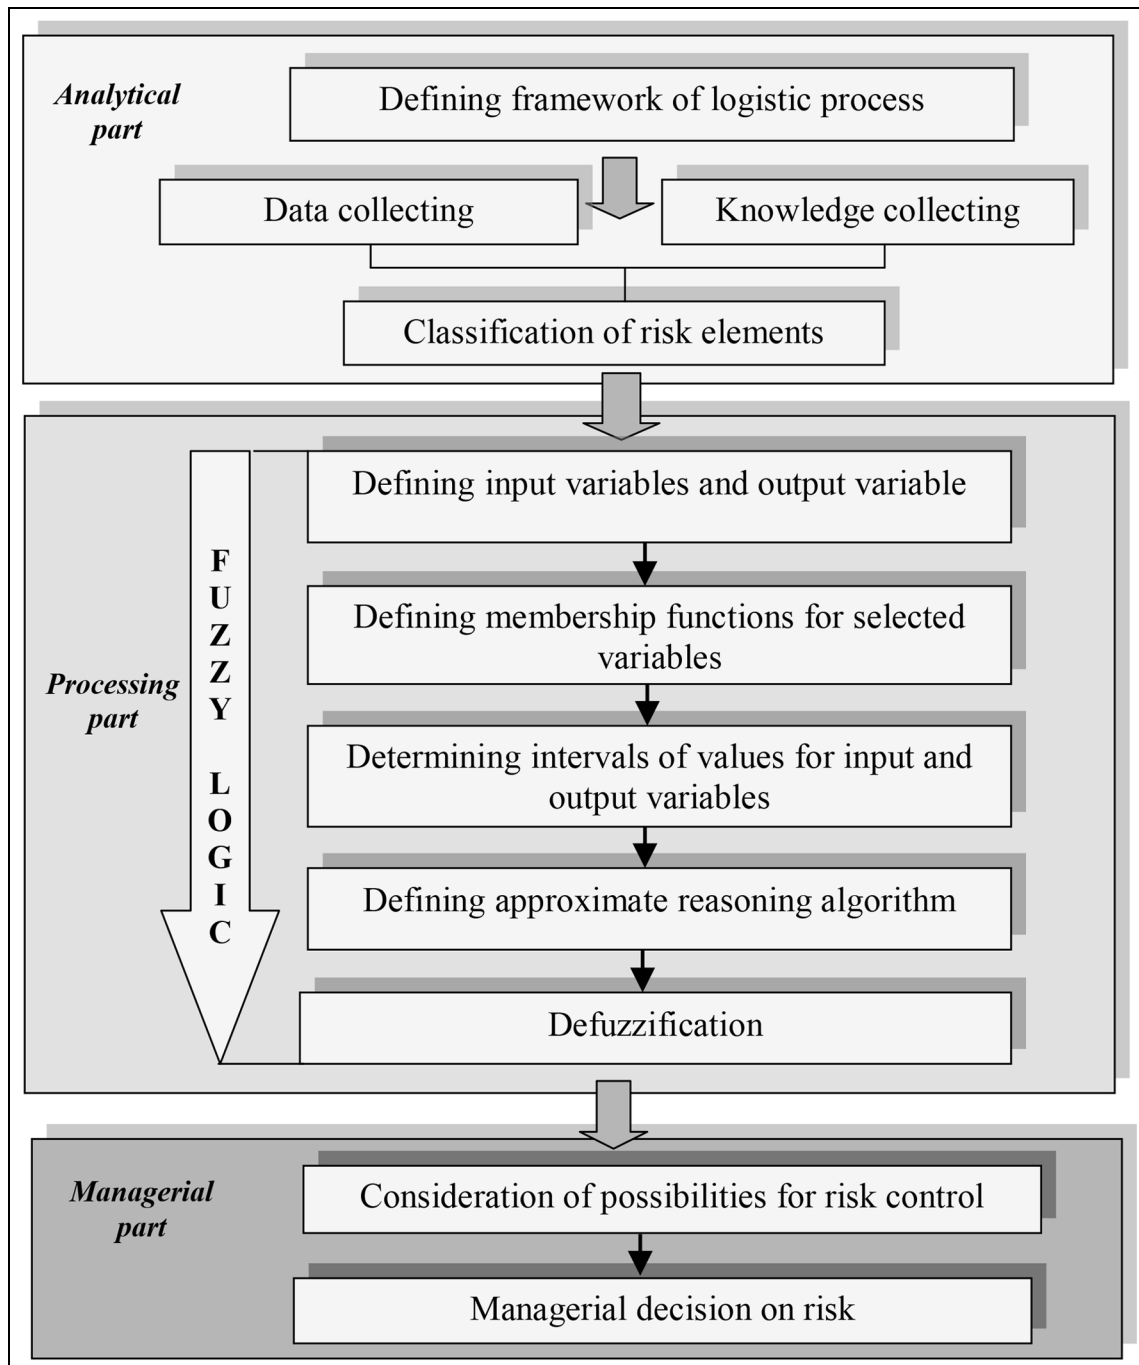 Analytical
part
Defining framework of logistic process
Data collecting
Knowledge collecting
Classification of risk elements
Processing
part
F
U
Z
Z
Y
L
O
G
I
C
Defining input variables and output variable
Defining membership functions for selected
variables
Determining intervals of values for input and
output variables
Defining approximate reasoning algorithm
Defuzzification
Managerial
part
Consideration of possibilities for risk control
Managerial decision on risk